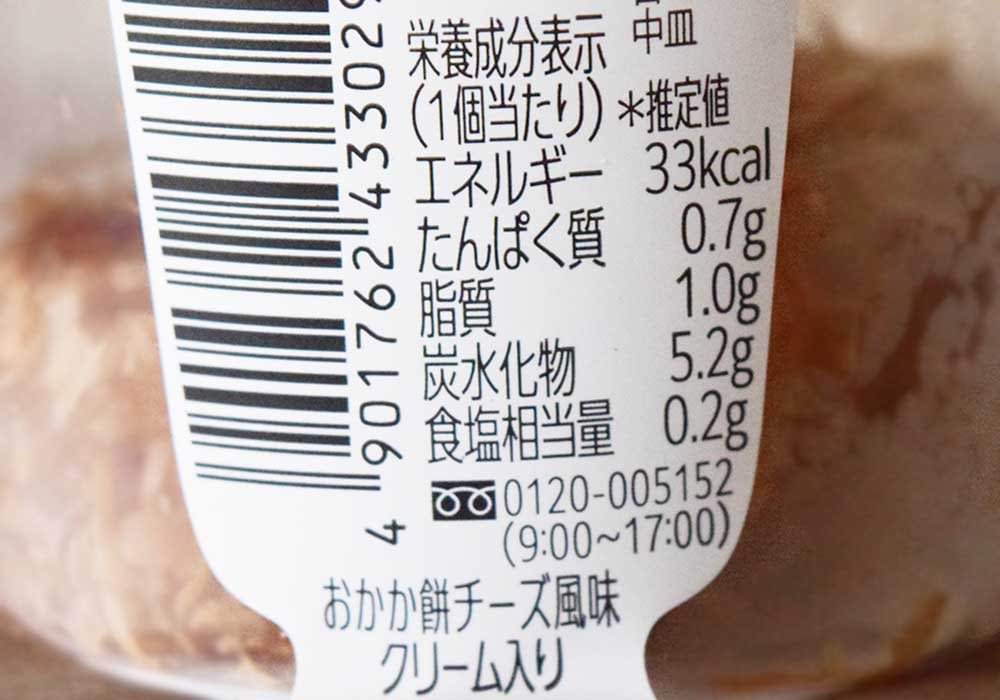 中皿
栄養成分表示
(1個当たり) *推定値
エネルギー 33kcal
たんぱく質 0.7g
脂質 1.0g
炭水化物 5.2g
食塩相当量 0.2g
0120-005152
(9:00~17:00)
おかか餅チーズ風味
クリーム入り
4 901762 43302